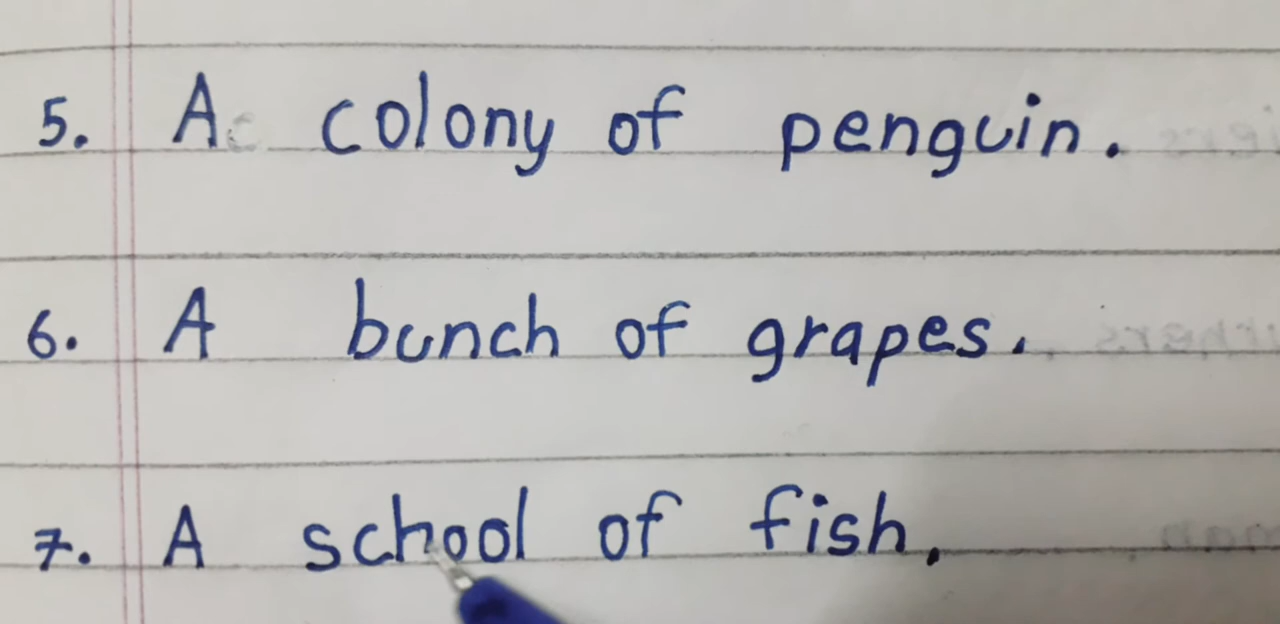 5. A colony of penguin.
6. A bunch of grapes.
7. A school of fish.